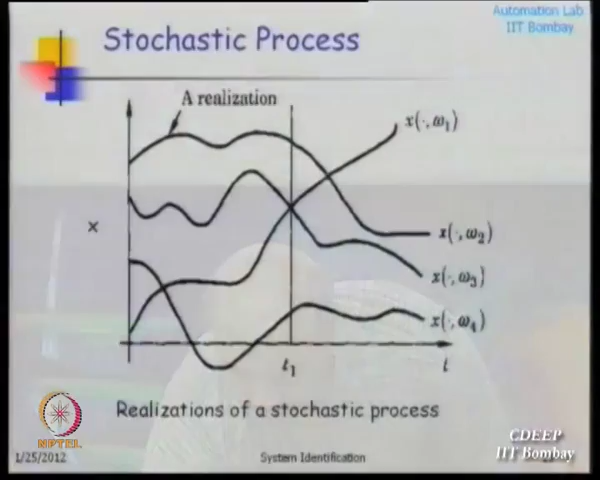 Automation Lab
IIT Bombay
Stochastic Process
A realization
x(·, ω₁)
x
x(·, ω₂)
x(·, ω₃)
x(·, ω₄)
t₁
t
Realizations of a stochastic process
NPTEL
CDEEP
IIT Bombay
1/25/2012
System Identification